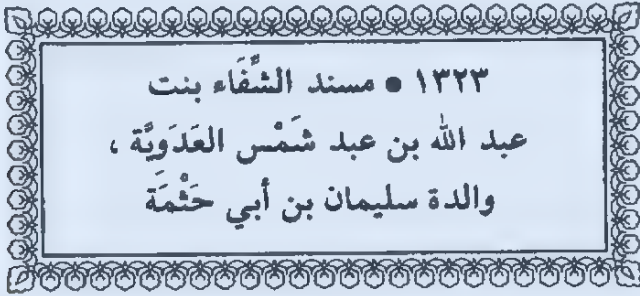 ١٣٢٣ ● مسند الشِّفَاء بنت
عبد الله بن عبد شَمْس العَدَوِيَّة ،
والدة سليمان بن أبي حَثْمَة